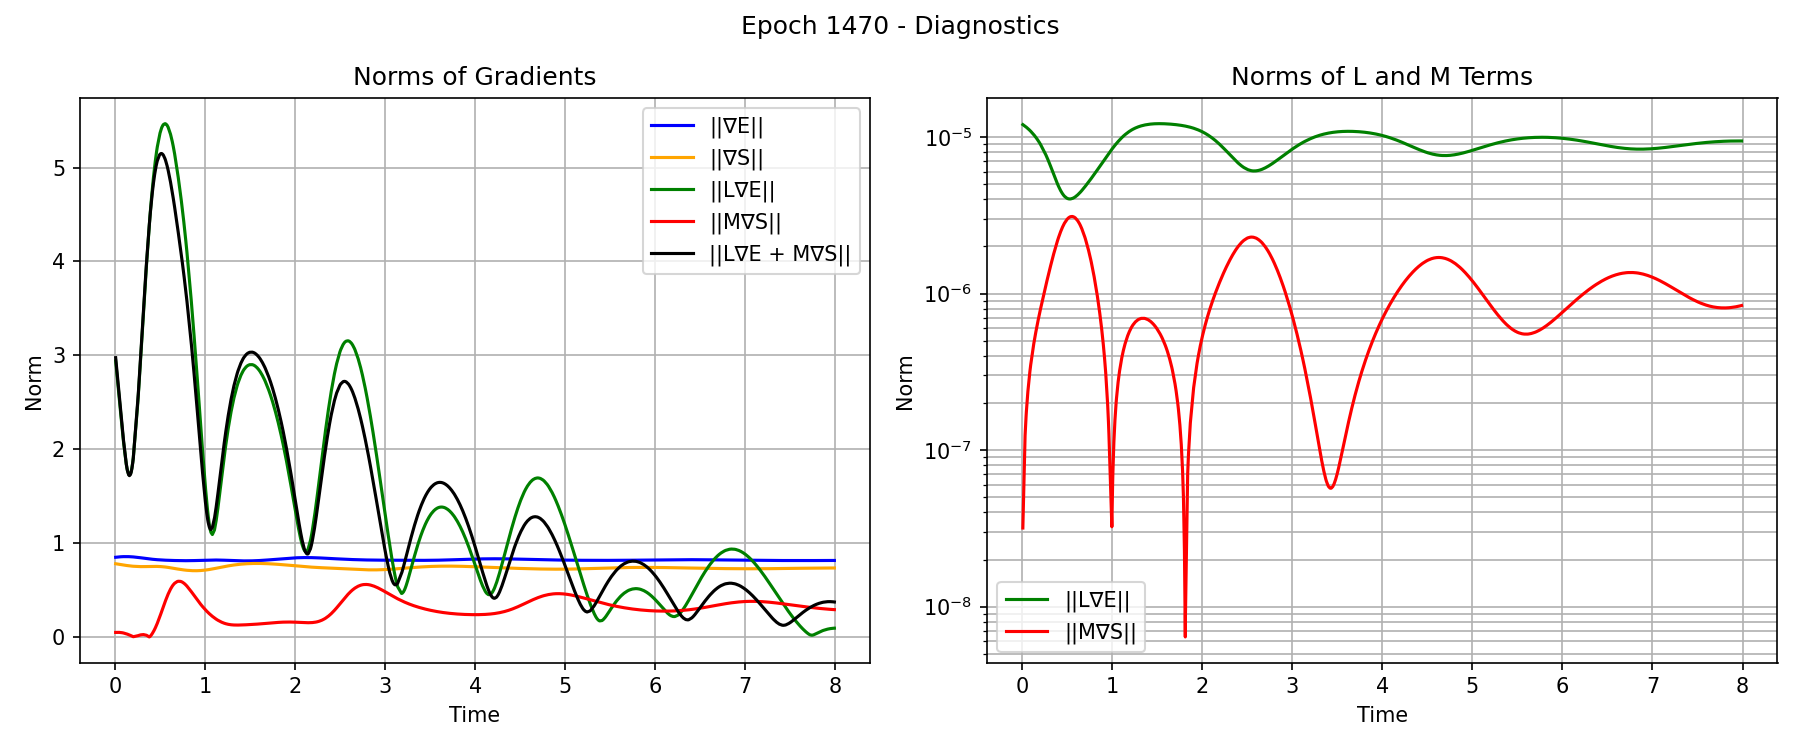 Epoch 1470 - Diagnostics
Norms of Gradients
||∇E||
||∇S||
||L∇E||
||M∇S||
||L∇E + M∇S||
5
4
3
2
1
0
Norm
0 1 2 3 4 5 6 7 8
Time
Norms of L and M Terms
10⁻⁵
10⁻⁶
10⁻⁷
10⁻⁸
Norm
||L∇E||
||M∇S||
0 1 2 3 4 5 6 7 8
Time